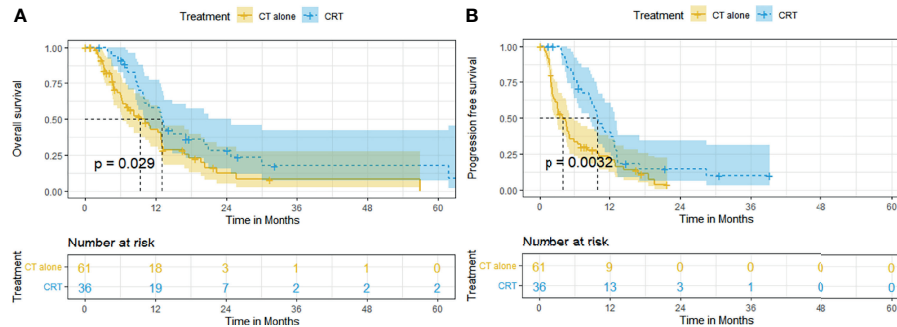 A
Treatment CT alone CRT
1.00
0.75
0.50
0.25
0.00
Overall survival
p = 0.029
0 12 24 36 48 60
Time in Months
Number at risk
Treatment
CT alone 61 18 3 1 1 0
CRT 36 19 7 2 2 2
0 12 24 36 48 60
Time in Months
B
Treatment CT alone CRT
1.00
0.75
0.50
0.25
0.00
Progression free survival
p = 0.0032
0 12 24 36 48 60
Time in Months
Number at risk
Treatment
CT alone 61 9 0 0 0 0
CRT 36 13 3 1 0 0
0 12 24 36 48 60
Time in Months